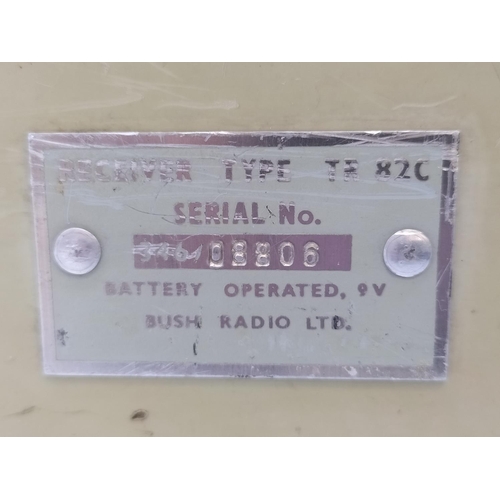 RECEIVER TYPE TR 82C
SERIAL No.
08806
BATTERY OPERATED, 9V
BUSH RADIO LTD.